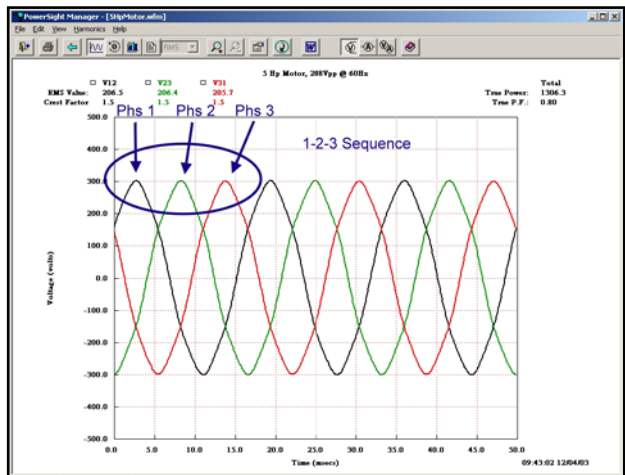 PowerSight Manager - [5HpMotor.wfm]
File Edit View Harmonics Help
RMS
5 Hp Motor, 208Vpp @ 60Hz
V12 V23 V31 Total
RMS Value: 206.5 206.4 205.7 True Power: 1306.3
Crest Factor 1.5 1.5 1.5 True P.F.: 0.80
Phs 1 Phs 2 Phs 3
1-2-3 Sequence
500.0
400.0
300.0
200.0
100.0
0.0
-100.0
-200.0
-300.0
-400.0
-500.0
Voltage (volts)
0.0 5.0 10.0 15.0 20.0 25.0 30.0 35.0 40.0 45.0 50.0
Time (msecs)
09:43:02 12/04/03